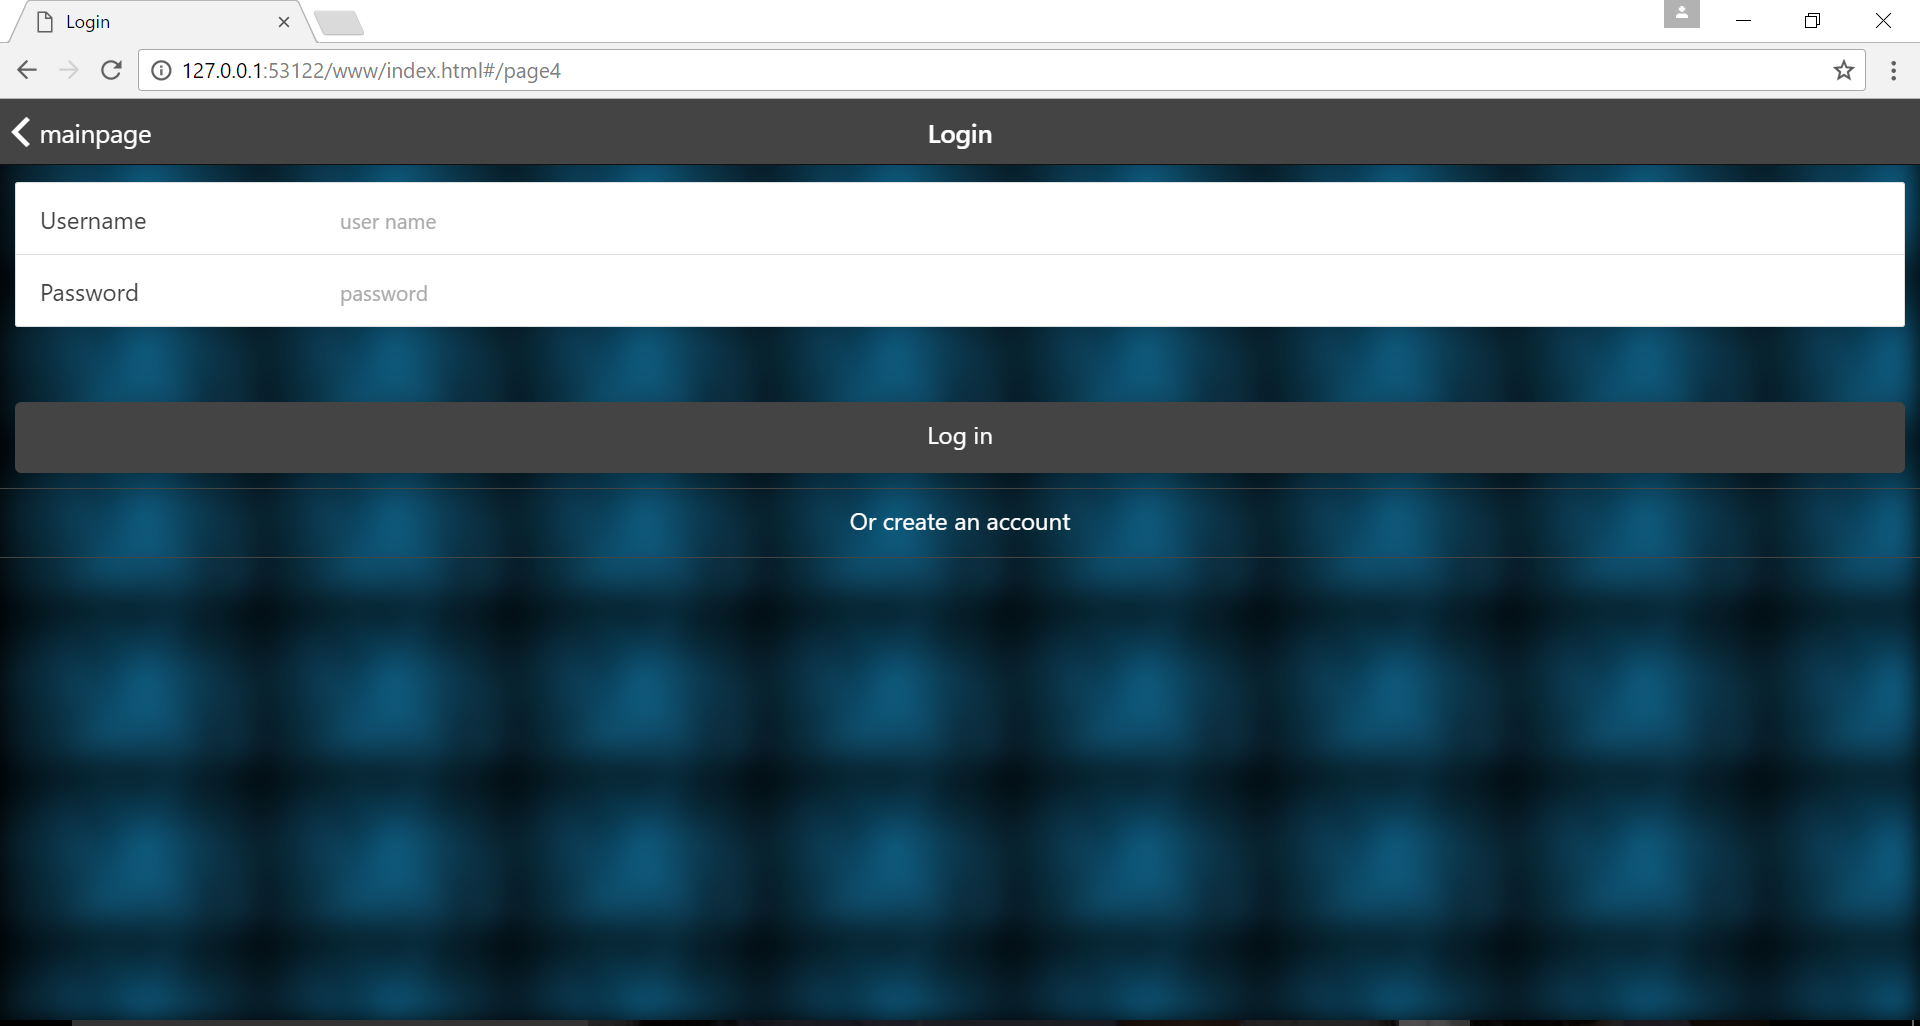 Login
127.0.0.1:53122/www/index.html#/page4
mainpage
Login
Username user name
Password password
Log in
Or create an account